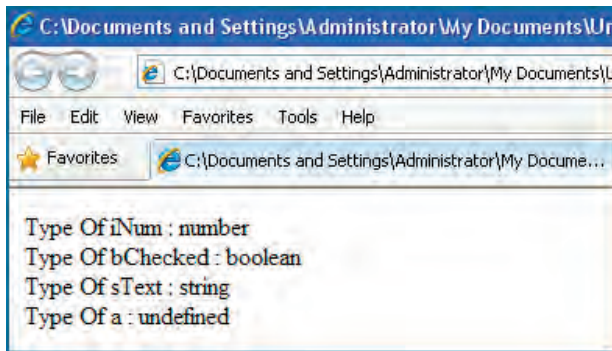 C:\Documents and Settings\Administrator\My Documents\Un
C:\Documents and Settings\Administrator\My Documents\U
File Edit View Favorites Tools Help
Favorites C:\Documents and Settings\Administrator\My Docume...
Type Of iNum : number
Type Of bChecked : boolean
Type Of sText : string
Type Of a : undefined